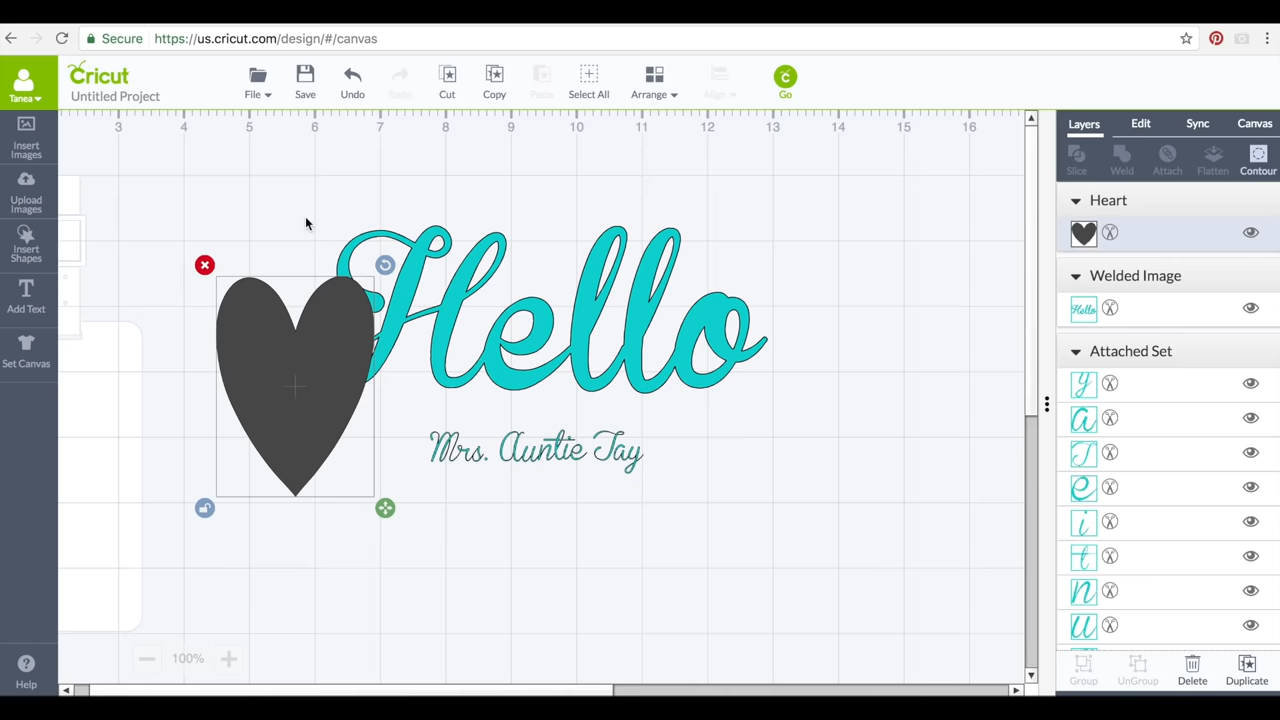 Secure https://us.cricut.com/design/#/canvas
Tanea
Cricut
Untitled Project
File Save Undo Redo Cut Copy Paste Select All Arrange Align Go
3 4 5 6 7 8 9 10 11 12 13 14 15 16
Insert Images
Upload Images
Insert Shapes
Add Text
Set Canvas
Help
Hello
Mrs. Auntie Tay
100%
Layers Edit Sync Canvas
Slice Weld Attach Flatten Contour
Heart
Welded Image
Hello
Attached Set
y
a
T
e
i
t
n
u
Group UnGroup Delete Duplicate